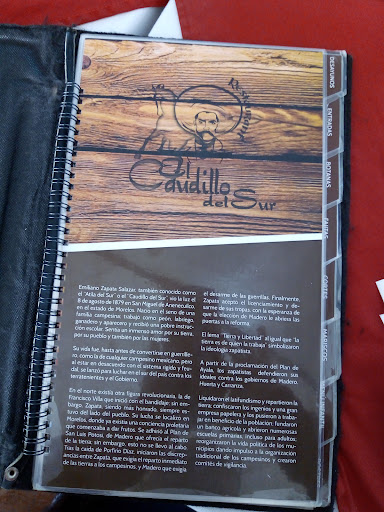 Restaurante
El
Caudillo
del Sur
DESAYUNOS
ENTRADAS
BOTANAS
CALDAS
CORTES
MARISCOS
Emiliano Zapata Salazar, también conocido como
el "Atila del Sur" o el "Caudillo del Sur", vio la luz el
8 de agosto de 1879 en San Miguel de Anenecuilco,
en el estado de Morelos. Nacio en el seno de una
familia campesina; trabajo como peón, labriego,
ganadero y aparecero y recibió una pobre instruc-
ción escolar. Sentía un inmenso amor por su tierra,
por su pueblo y también por las mujeres.
Su vida fue, hasta antes de convertirse en guerrille-
ro, como la de cualquier campesino mexicano, pero
al estar en desacuerdo con el sistema rígido y feu-
dal, se lanzó para luchar en el sur del país contra los
terratenientes y el Gobierno.
En el norte existía otra figura revolucionaria, la de
Francisco Villa que inició con el bandidaje; sin em-
bargo, Zapata, siendo más honrado, siempre es-
tuvo del lado del pueblo. Su lucha se localizo en
Morelos, donde ya existía una conciencia proletaria
que comenzaba a dar frutos. Se adhirió al Plan de
San Luis Potosí, de Madero que ofrecía el reparto
de la tierra; sin embargo, esto no se llevó al cabo.
Tras la caída de Porfirio Díaz, iniciaron las discre-
pancias entre Zapata, que exigía el reparto inmediato
de las tierras a los campesinos, y Madero que exigía
el desarme de las guerrillas. Finalmente,
Zapata acepto el licenciamiento y desar-
me de sus tropas, con la esperanza de
que la elección de Madero le abriera las
puertas a la reforma.
El lema "Tierra y Libertad" al igual que "la
tierra es de quien la trabaja" simbolizaron
la ideología zapatista.
A partir de la proclamación del Plan de
Ayala, los zapatistas defendieron sus
ideales contra los gobiernos de Madero,
Huerta y Carranza.
Liquidaron el latifundismo y repartieron la
tierra; confiscaron los ingenios y una gran
empresa papelera y los pusieron a traba-
jar en beneficio de la población; fundaron
un banco agrícola y abrieron numerosas
escuelas primarias, incluso para adultos;
reorganizaron la vida política de los mu-
nicipios dando impulso a la organización
tradicional de los campesinos y crearon
comités de vigilancia.